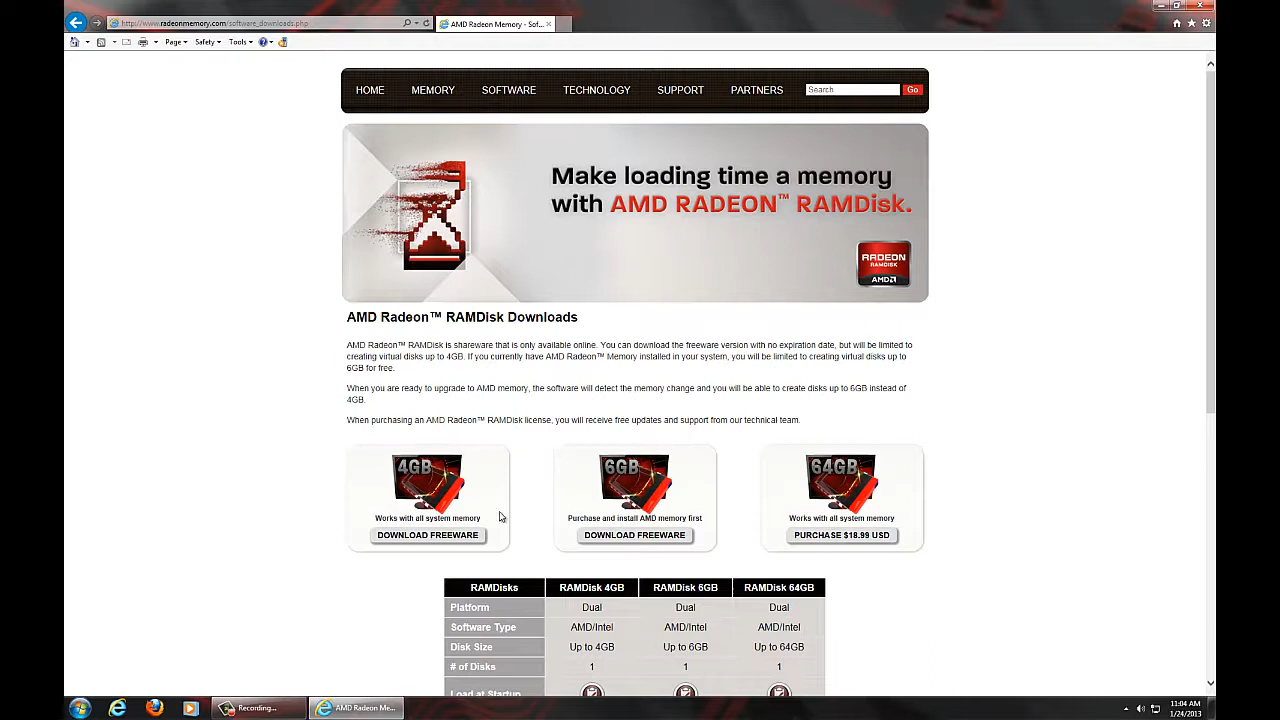 http://www.radeonmemory.com/software_downloads.php
AMD Radeon Memory - Sof...
Page
Safety
Tools
HOME MEMORY SOFTWARE TECHNOLOGY SUPPORT PARTNERS Search Go
Make loading time a memory
with AMD RADEON™ RAMDisk.
RADEON
RAMDISK
AMD
AMD Radeon™ RAMDisk Downloads
AMD Radeon™ RAMDisk is shareware that is only available online. You can download the freeware version with no expiration date, but will be limited to
creating virtual disks up to 4GB. If you currently have AMD Radeon™ Memory installed in your system, you will be limited to creating virtual disks up to
6GB for free.
When you are ready to upgrade to AMD memory, the software will detect the memory change and you will be able to create disks up to 6GB instead of
4GB.
When purchasing an AMD Radeon™ RAMDisk license, you will receive free updates and support from our technical team.
4GB 6GB 64GB
Works with all system memory Purchase and install AMD memory first Works with all system memory
DOWNLOAD FREEWARE DOWNLOAD FREEWARE PURCHASE $18.99 USD
RAMDisks RAMDisk 4GB RAMDisk 6GB RAMDisk 64GB
Platform Dual Dual Dual
Software Type AMD/Intel AMD/Intel AMD/Intel
Disk Size Up to 4GB Up to 6GB Up to 64GB
# of Disks 1 1 1
Load at Startup
Recording...
AMD Radeon Me...
11:04 AM
1/24/2013